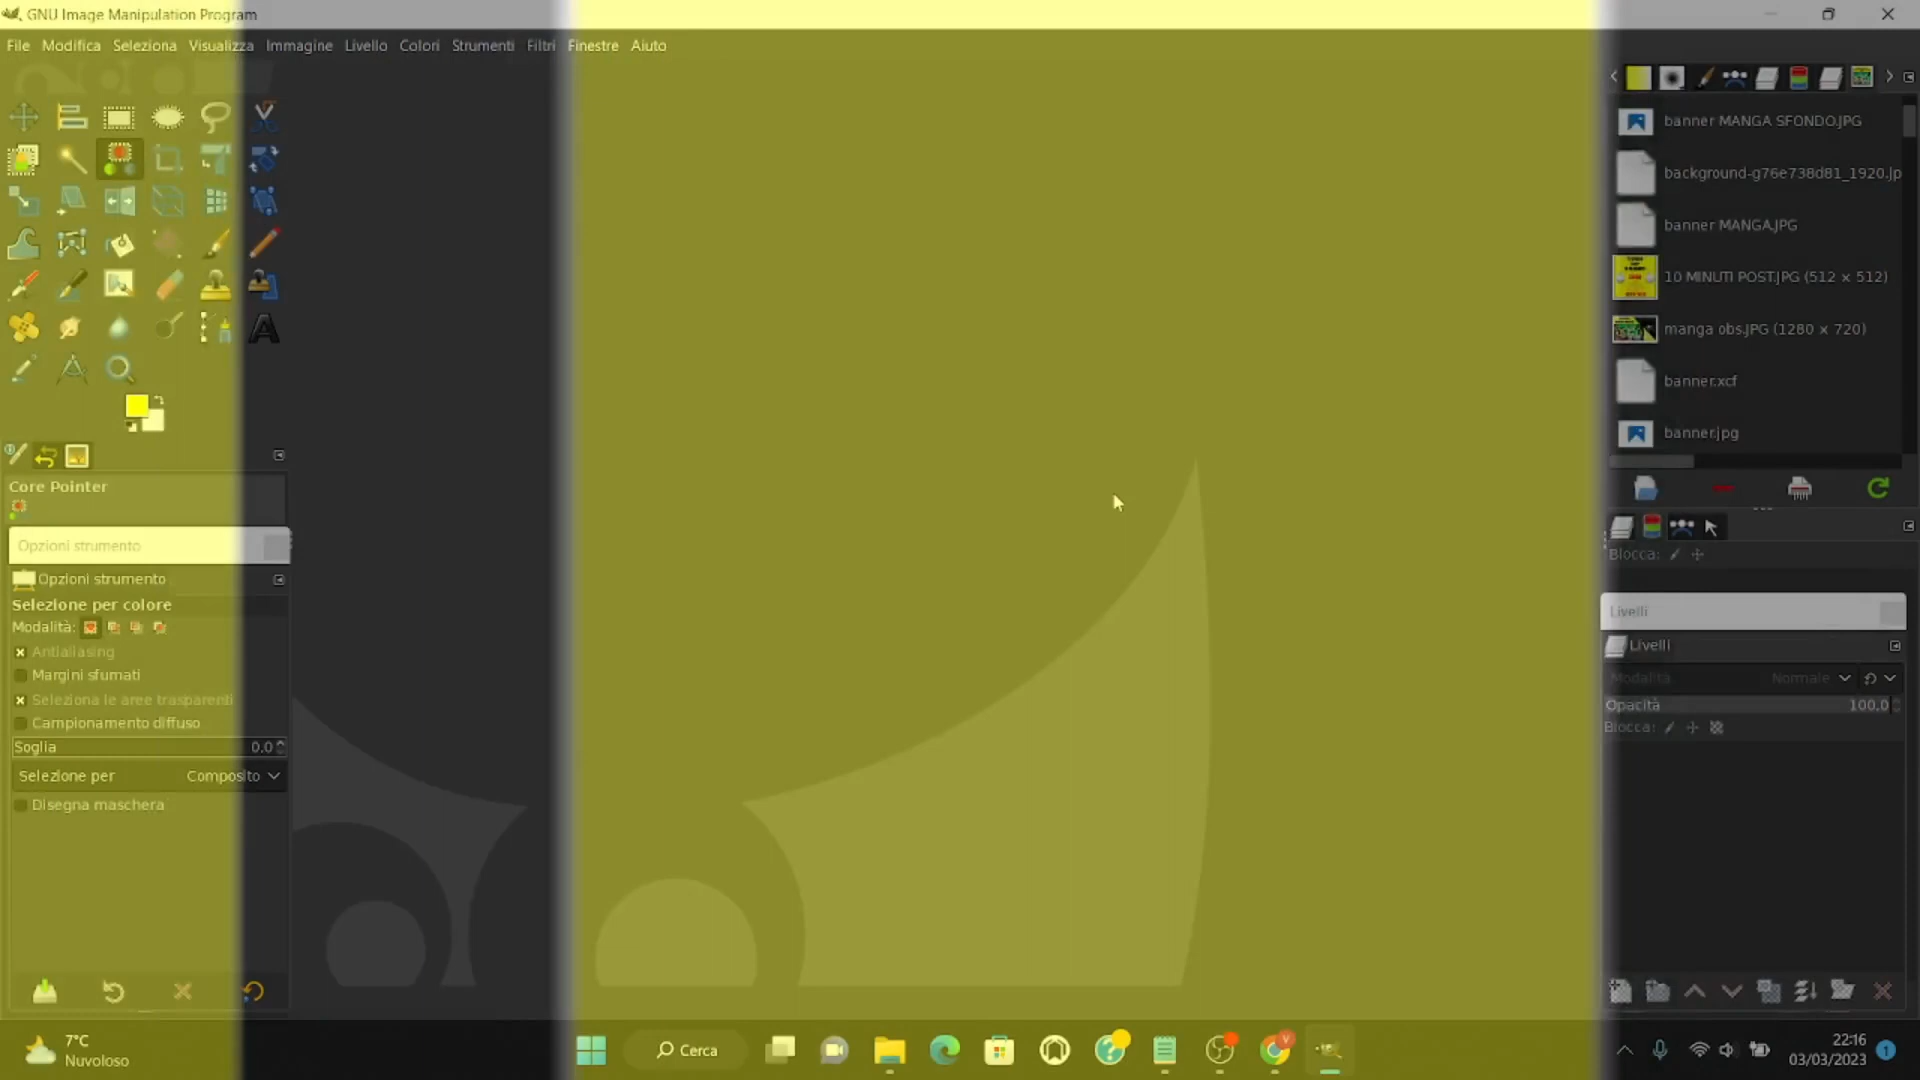 GNU Image Manipulation Program
File Modifica Seleziona Visualizza Immagine Livello Colori Strumenti Filtri Finestre Aiuto
banner MANGA SFONDO.JPG
background-g76e738d81_1920.jp
banner MANGA.JPG
10 MINUTI POST.JPG (512 × 512)
manga obs.JPG (1280 × 720)
banner.xcf
banner.jpg
Core Pointer
Opzioni strumento
Opzioni strumento
Selezione per colore
Modalità:
Antialiasing
Margini sfumati
Seleziona le aree trasparenti
Campionamento diffuso
Soglia 0.0
Selezione per Composito
Disegna maschera
Blocca:
Livelli
Livelli
Modalità Normale
Opacità 100.0
Blocca:
7°C
Nuvoloso
Cerca
22:16
03/03/2023
1